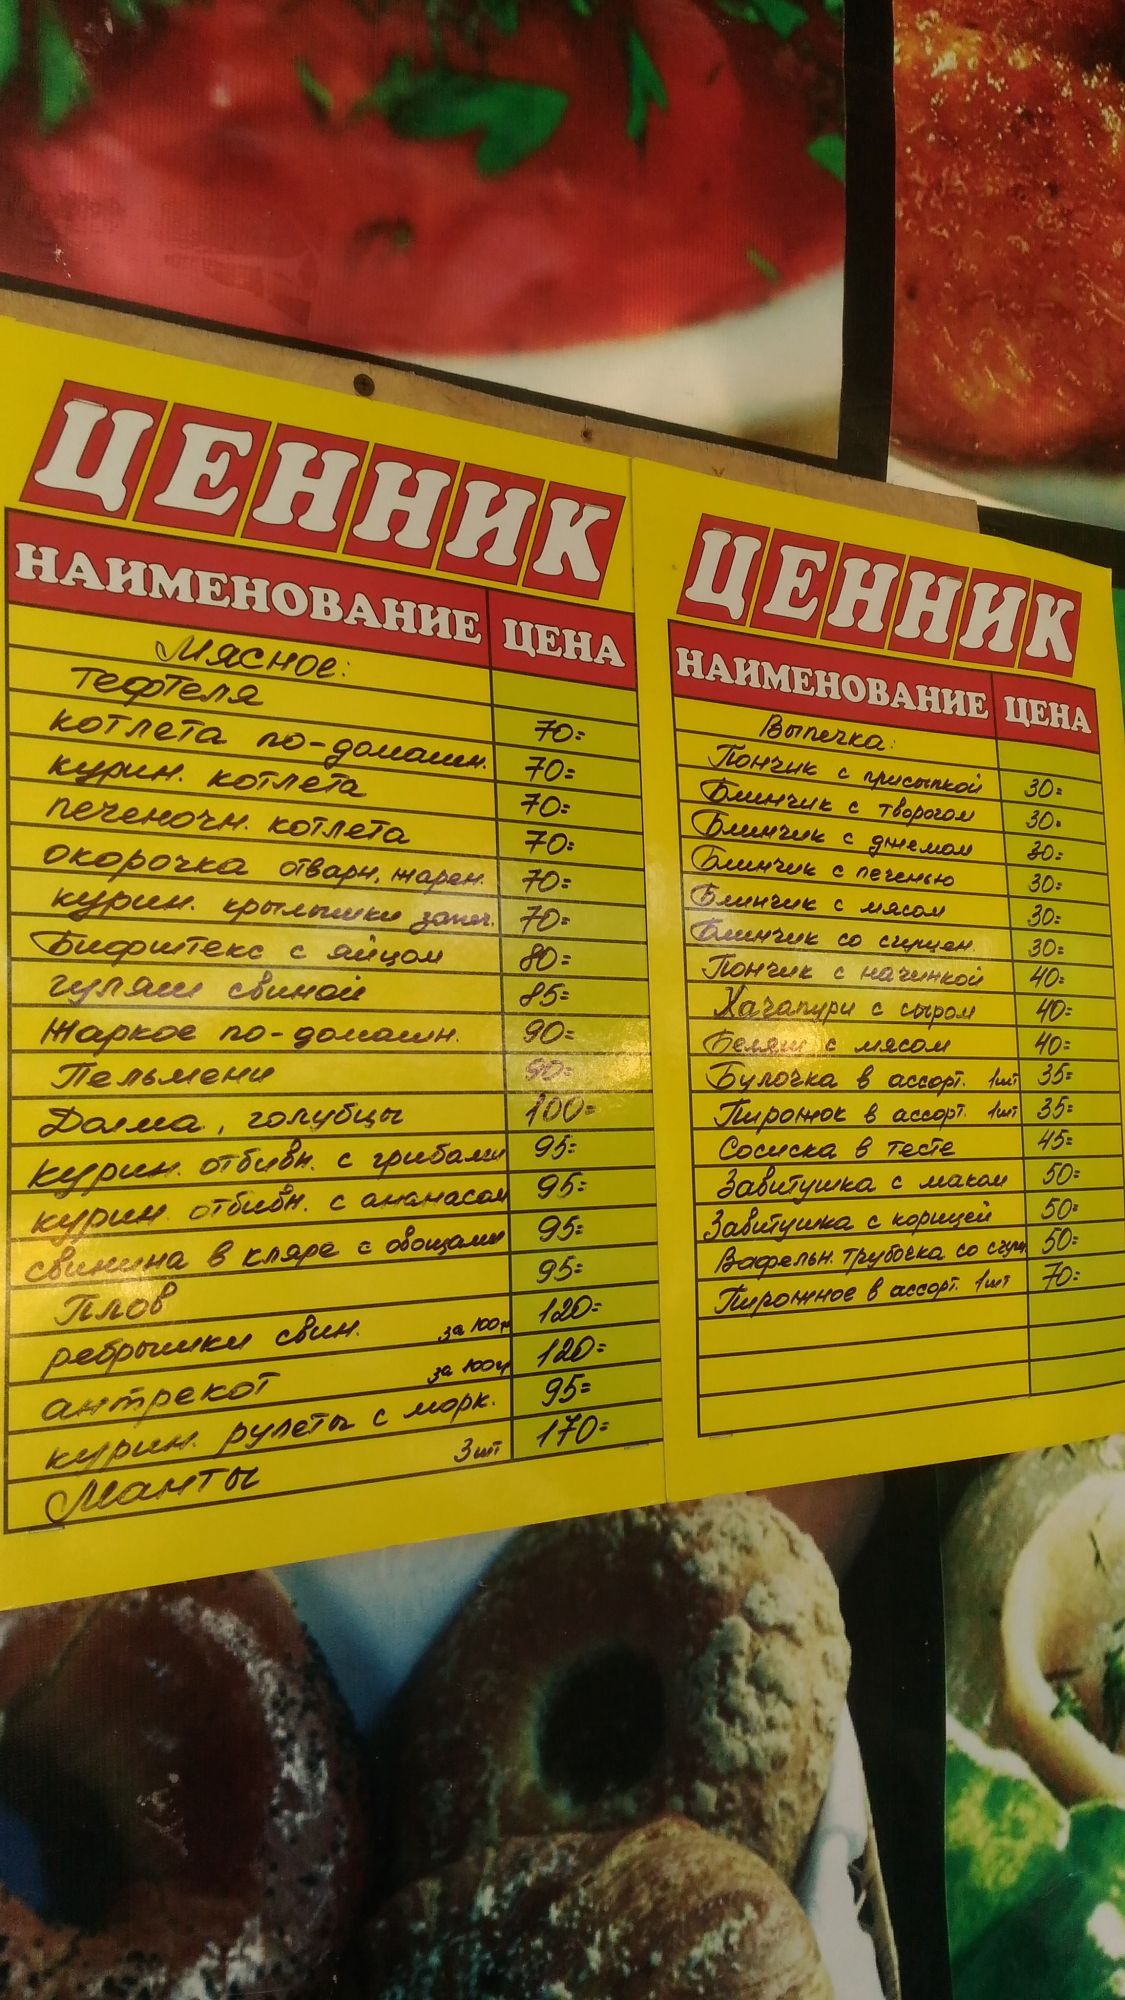 ЦЕННИК
НАИМЕНОВАНИЕ ЦЕНА
Мясное:
тефтеля 70=
котлета по-домашн. 70=
курин. котлета 70=
печеночн. котлета 70=
окорочка отварн, жарен. 70=
курин. крылышки запеч. 70=
Бифштекс с яйцом 80=
гуляш свиной 85=
Жаркое по-домашн. 90=
Пельмени 90=
Долма, голубцы 100=
курин. отбивн. с грибами 95=
курин. отбивн. с ананасом 95=
свинина в кляре с овощами 95=
Плов 95=
ребрышки свин. за 100г 120=
антрекот за 100г 120=
курин. рулеты с морк. 95=
Манты 3шт 170=
ЦЕННИК
НАИМЕНОВАНИЕ ЦЕНА
Выпечка:
Пончик с присыпкой 30=
Блинчик с творогом 30=
Блинчик с джемом 30=
Блинчик с печенью 30=
Блинчик с мясом 30=
Блинчик со сгущен. 30=
Пончик с начинкой 40=
Хачапури с сыром 40=
Беляш с мясом 40=
Булочка в ассорт. 1шт 35=
Пирожок в ассорт. 1шт 35=
Сосиска в тесте 45=
Завитушка с маком 50=
Завитушка с корицей 50=
Вафельн. трубочка со сгущ. 50=
Пирожное в ассорт. 1шт 70=